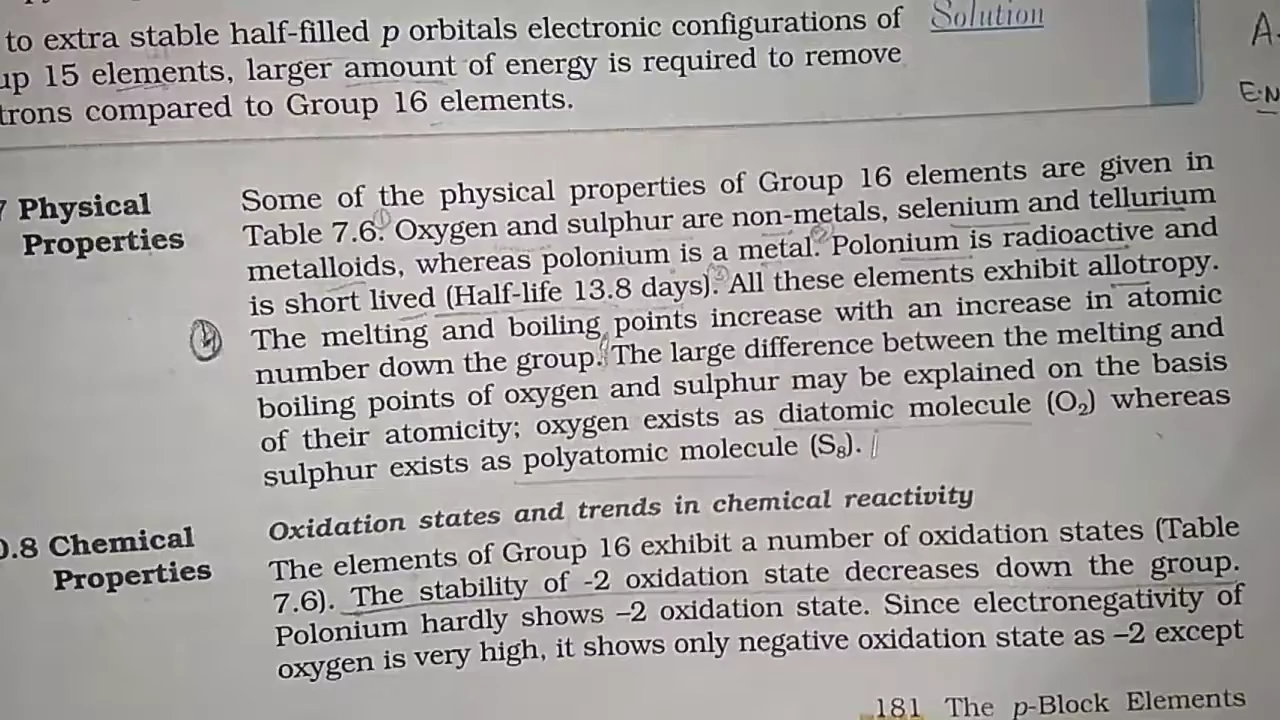 to extra stable half-filled p orbitals electronic configurations of
up 15 elements, larger amount of energy is required to remove
trons compared to Group 16 elements.
Solution
A.
E.N
7 Physical
Properties
Some of the physical properties of Group 16 elements are given in
Table 7.6. Oxygen and sulphur are non-metals, selenium and tellurium
metalloids, whereas polonium is a metal. Polonium is radioactive and
is short lived (Half-life 13.8 days). All these elements exhibit allotropy.
The melting and boiling points increase with an increase in atomic
number down the group. The large difference between the melting and
boiling points of oxygen and sulphur may be explained on the basis
of their atomicity; oxygen exists as diatomic molecule (O₂) whereas
sulphur exists as polyatomic molecule (S₈).
0.8 Chemical
Properties
Oxidation states and trends in chemical reactivity
The elements of Group 16 exhibit a number of oxidation states (Table
7.6). The stability of -2 oxidation state decreases down the group.
Polonium hardly shows –2 oxidation state. Since electronegativity of
oxygen is very high, it shows only negative oxidation state as –2 except
181 The p-Block Elements